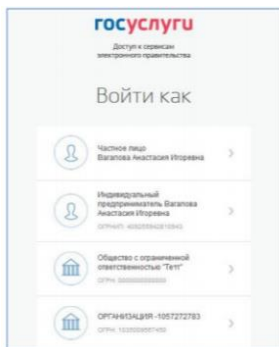 госуслуги
Доступ к сервисам
электронного правительства
Войти как
Частное лицо
Вагапова Анастасия Игоревна
Индивидуальный
предприниматель Вагапова
Анастасия Игоревна
ОГРНИП:
Общество с ограниченной
ответственностью "Тетт"
ОГРН: 0000000000000
ОРГАНИЗАЦИЯ -1057272783
ОГРН: